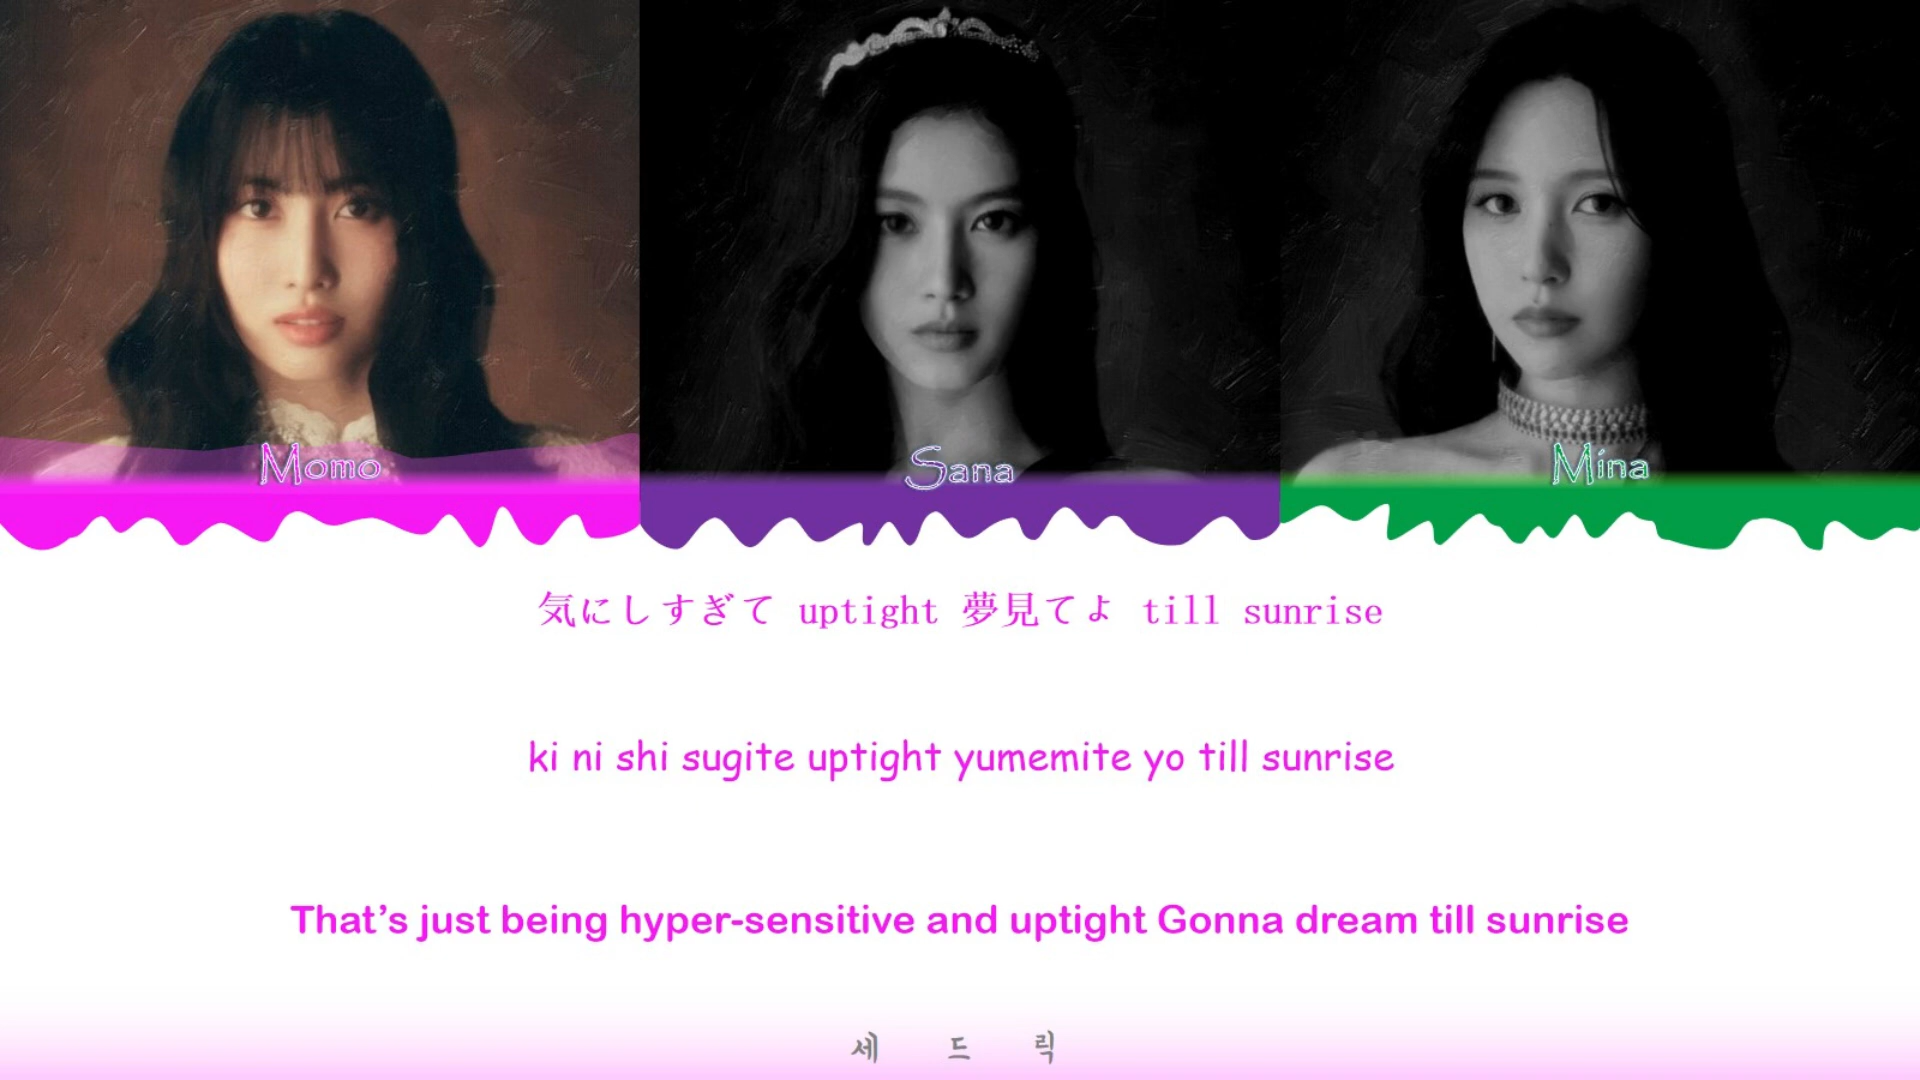 Momo
Sana
Mina
気にしすぎて uptight 夢見てよ till sunrise
ki ni shi sugite uptight yumemite yo till sunrise
That's just being hyper-sensitive and uptight Gonna dream till sunrise
세 드 릭